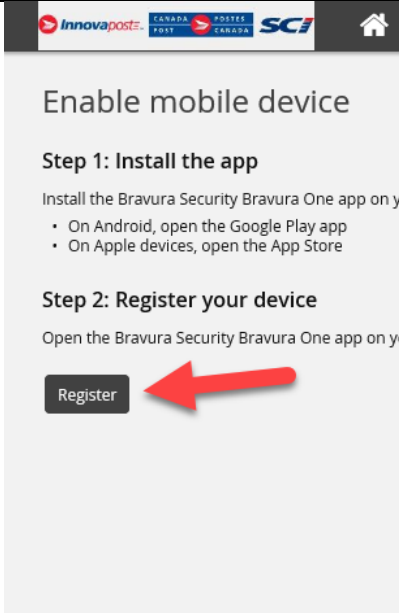 Innovapost
CANADA POST POSTES CANADA
SCI
Enable mobile device
Step 1: Install the app
Install the Bravura Security Bravura One app on y
• On Android, open the Google Play app
• On Apple devices, open the App Store
Step 2: Register your device
Open the Bravura Security Bravura One app on y
Register